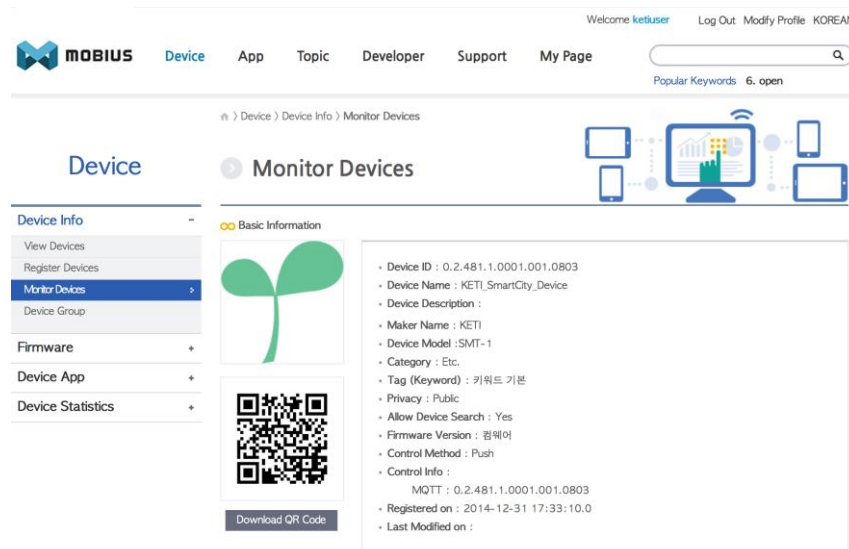 Welcome ketiuser Log Out Modify Profile KOREAN
MOBIUS Device App Topic Developer Support My Page
Popular Keywords 6. open
〉Device 〉Device Info 〉Monitor Devices
Device
Monitor Devices
Device Info -
View Devices
Register Devices
Monitor Devices >
Device Group
Firmware +
Device App +
Device Statistics +
Basic Information
• Device ID : 0.2.481.1.0001.001.0803
• Device Name : KETI_SmartCity_Device
• Device Description :
• Maker Name : KETI
• Device Model :SMT-1
• Category : Etc.
• Tag (Keyword) : 키워드 기본
• Privacy : Public
• Allow Device Search : Yes
• Firmware Version : 펌웨어
• Control Method : Push
• Control Info :
MQTT : 0.2.481.1.0001.001.0803
• Registered on : 2014-12-31 17:33:10.0
• Last Modified on :
Download QR Code